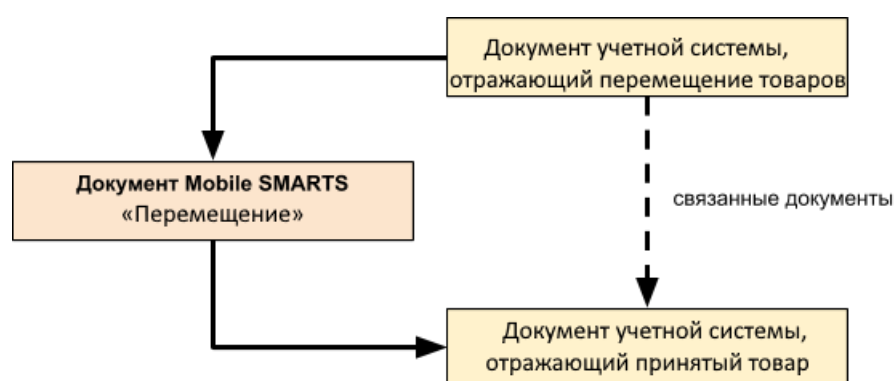 Документ учетной системы,
отражающий перемещение товаров
Документ Mobile SMARTS
«Перемещение»
связанные документы
Документ учетной системы,
отражающий принятый товар